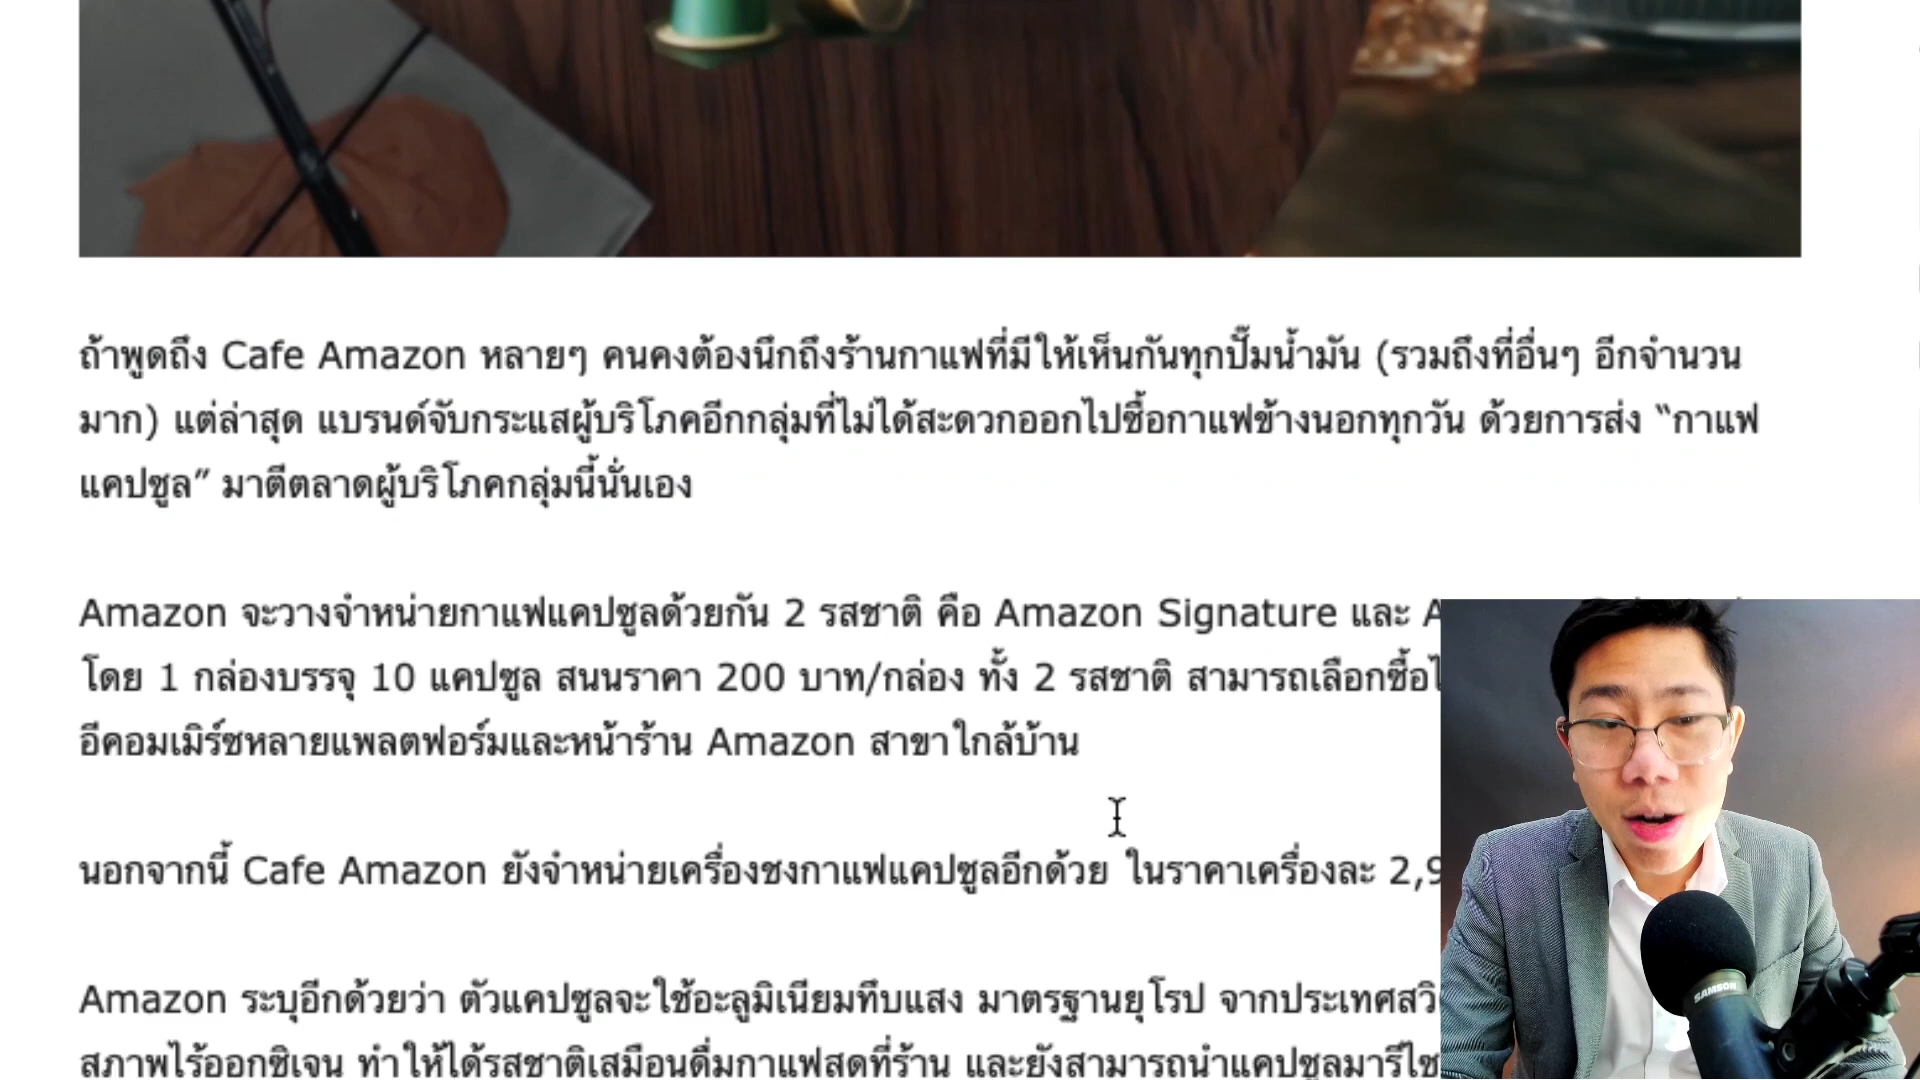 ถ้าพูดถึง Cafe Amazon หลายๆ คนคงต้องนึกถึงร้านกาแฟที่มีให้เห็นกันทุกปั๊มน้ำมัน (รวมถึงที่อื่นๆ อีกจำนวน
มาก) แต่ล่าสุด แบรนด์จับกระแสผู้บริโภคอีกกลุ่มที่ไม่ได้สะดวกออกไปซื้อกาแฟข้างนอกทุกวัน ด้วยการส่ง “กาแฟ
แคปซูล” มาตีตลาดผู้บริโภคกลุ่มนี้นั่นเอง
Amazon จะวางจำหน่ายกาแฟแคปซูลด้วยกัน 2 รสชาติ คือ Amazon Signature และ
โดย 1 กล่องบรรจุ 10 แคปซูล สนนราคา 200 บาท/กล่อง ทั้ง 2 รสชาติ สามารถเลือกซื้อ
อีคอมเมิร์ซหลายแพลตฟอร์มและหน้าร้าน Amazon สาขาใกล้บ้าน
นอกจากนี้ Cafe Amazon ยังจำหน่ายเครื่องชงกาแฟแคปซูลอีกด้วย ในราคาเครื่องละ 2,9
Amazon ระบุอีกด้วยว่า ตัวแคปซูลจะใช้อะลูมิเนียมทึบแสง มาตรฐานยุโรป จากประเทศสวิ
สภาพไร้ออกซิเจน ทำให้ได้รสชาติเสมือนดื่มกาแฟสดที่ร้าน และยังสามารถนำแคปซูลมารีไซ
SAMSON